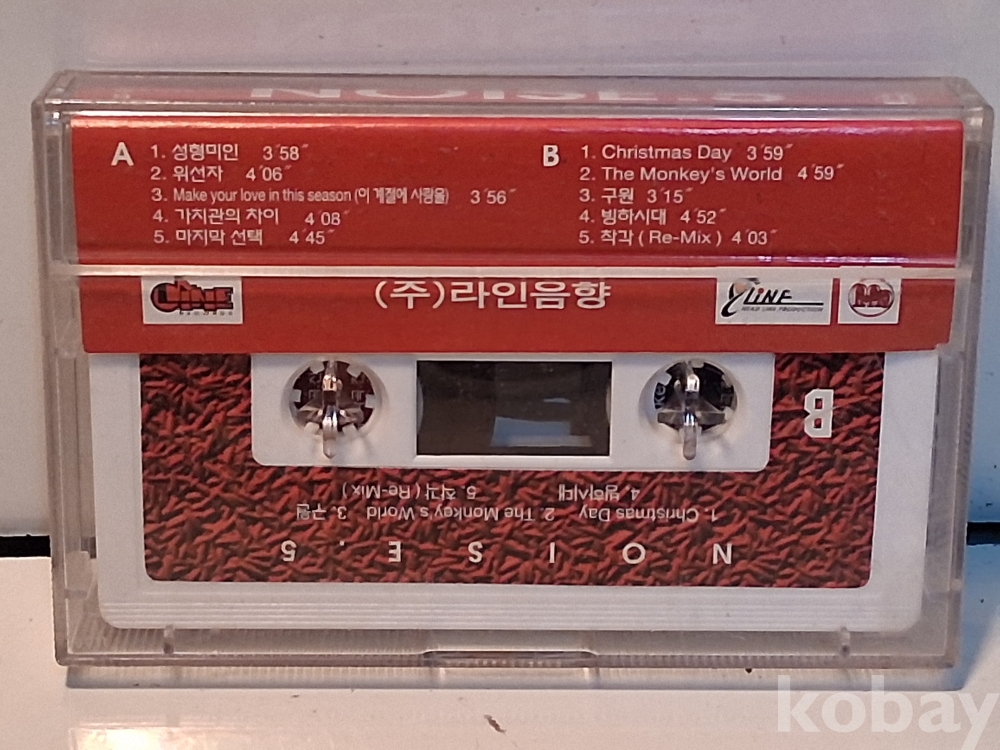 NOISE. 5
A
1. 성형미인 3´58˝
2. 위선자 4´06˝
3. Make your love in this season (이 계절에 사랑을) 3´56˝
4. 가치관의 차이 4´08˝
5. 마지막 선택 4´45˝
B
1. Christmas Day 3´59˝
2. The Monkey's World 4´59˝
3. 구원 3´15˝
4. 빙하시대 4´52˝
5. 착각 ( Re-Mix ) 4´03˝
LINE
RECORDS
(주)라인음향
LINE
B
NOISE. 5
1. Christmas Day 2. The Monkey's World 3. 구원
4. 빙하시대 5. 착각 ( Re-Mix )
kobay